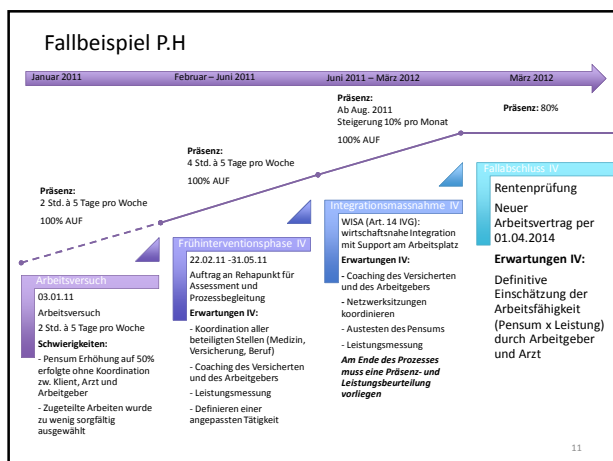 Fallbeispiel P.H
Januar 2011
Februar – Juni 2011
Juni 2011 – März 2012
März 2012
Präsenz:
2 Std. à 5 Tage pro Woche
100% AUF
Präsenz:
4 Std. à 5 Tage pro Woche
100% AUF
Präsenz:
Ab Aug. 2011
Steigerung 10% pro Monat
100% AUF
Präsenz: 80%
Arbeitsversuch
03.01.11
Arbeitsversuch
2 Std. à 5 Tage pro Woche
Schwierigkeiten:
- Pensum Erhöhung auf 50%
erfolgte ohne Koordination
zw. Klient, Arzt und
Arbeitgeber
- Zugeteilte Arbeiten wurde
zu wenig sorgfältig
ausgewählt
Frühinterventionsphase IV
22.02.11 -31.05.11
Auftrag an Rehapunkt für
Assessment und
Prozessbegleitung
Erwartungen IV:
- Koordination aller
beteiligten Stellen (Medizin,
Versicherung, Beruf)
- Coaching des Versicherten
und des Arbeitgebers
- Leistungsmessung
- Definieren einer
angepassten Tätigkeit
Integrationsmassnahme IV
WISA (Art. 14 IVG):
wirtschaftsnahe Integration
mit Support am Arbeitsplatz
Erwartungen IV:
- Coaching des Versicherten
und des Arbeitgebers
- Netzwerksitzungen
koordinieren
- Austesten des Pensums
- Leistungsmessung
Am Ende des Prozesses
muss eine Präsenz- und
Leistungsbeurteilung
vorliegen
Fallabschluss IV
Rentenprüfung
Neuer
Arbeitsvertrag per
01.04.2014
Erwartungen IV:
Definitive
Einschätzung der
Arbeitsfähigkeit
(Pensum x Leistung)
durch Arbeitgeber
und Arzt
11